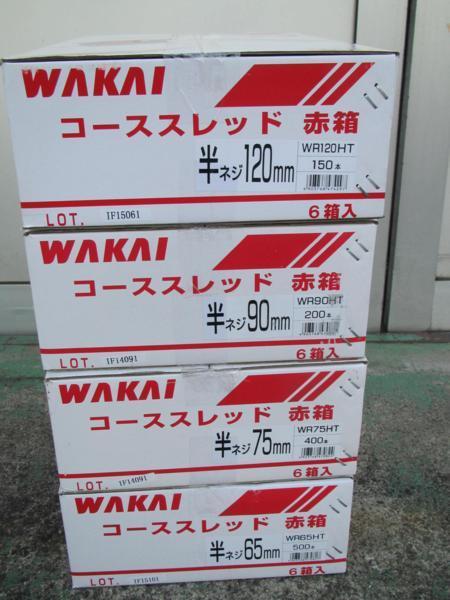 WAKAI
コーススレッド 赤箱
半ネジ120mm
WR120HT
150本
LOT. IF15061
6箱入
WAKAI
コーススレッド 赤箱
半ネジ90mm
WR90HT
200本
LOT. IF14091
6箱入
WAKAI
コーススレッド 赤箱
半ネジ75mm
WR75HT
400本
LOT. IF14091
6箱入
WAKAI
コーススレッド 赤箱
半ネジ65mm
WR65HT
500本
LOT. IF15101
6箱入